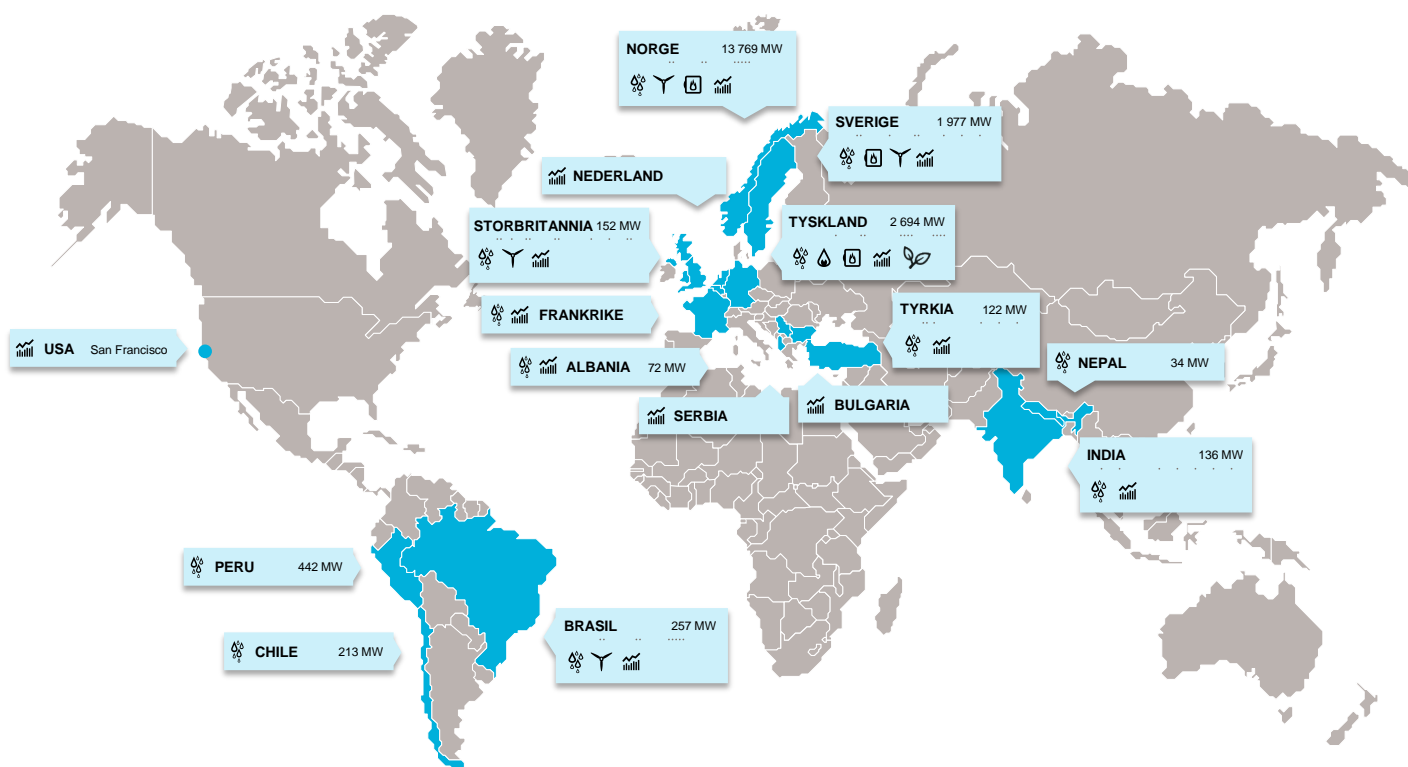 NORGE 13 769 MW
SVERIGE 1 977 MW
NEDERLAND
STORBRITANNIA 152 MW
TYSKLAND 2 694 MW
FRANKRIKE
TYRKIA 122 MW
USA San Francisco
ALBANIA 72 MW
NEPAL 34 MW
SERBIA
BULGARIA
INDIA 136 MW
PERU 442 MW
BRASIL 257 MW
CHILE 213 MW